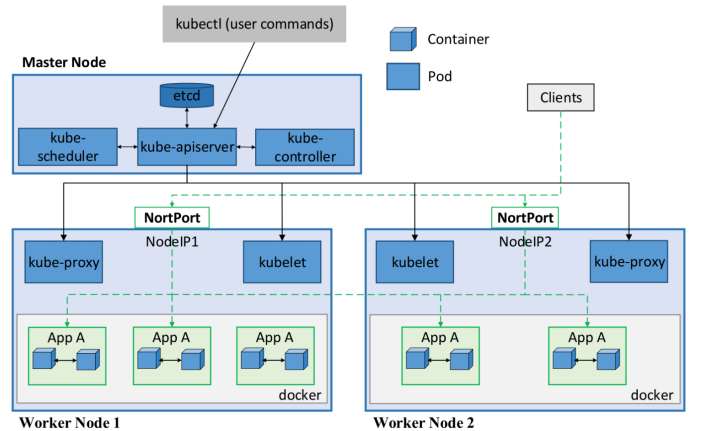 kubectl (user commands)
Container
Pod
Master Node
etcd
Clients
kube-
scheduler
kube-apiserver
kube-
controller
NortPort
NortPort
NodeIP1
NodeIP2
kube-proxy
kubelet
kubelet
kube-proxy
App A
App A
App A
App A
App A
docker
docker
Worker Node 1
Worker Node 2